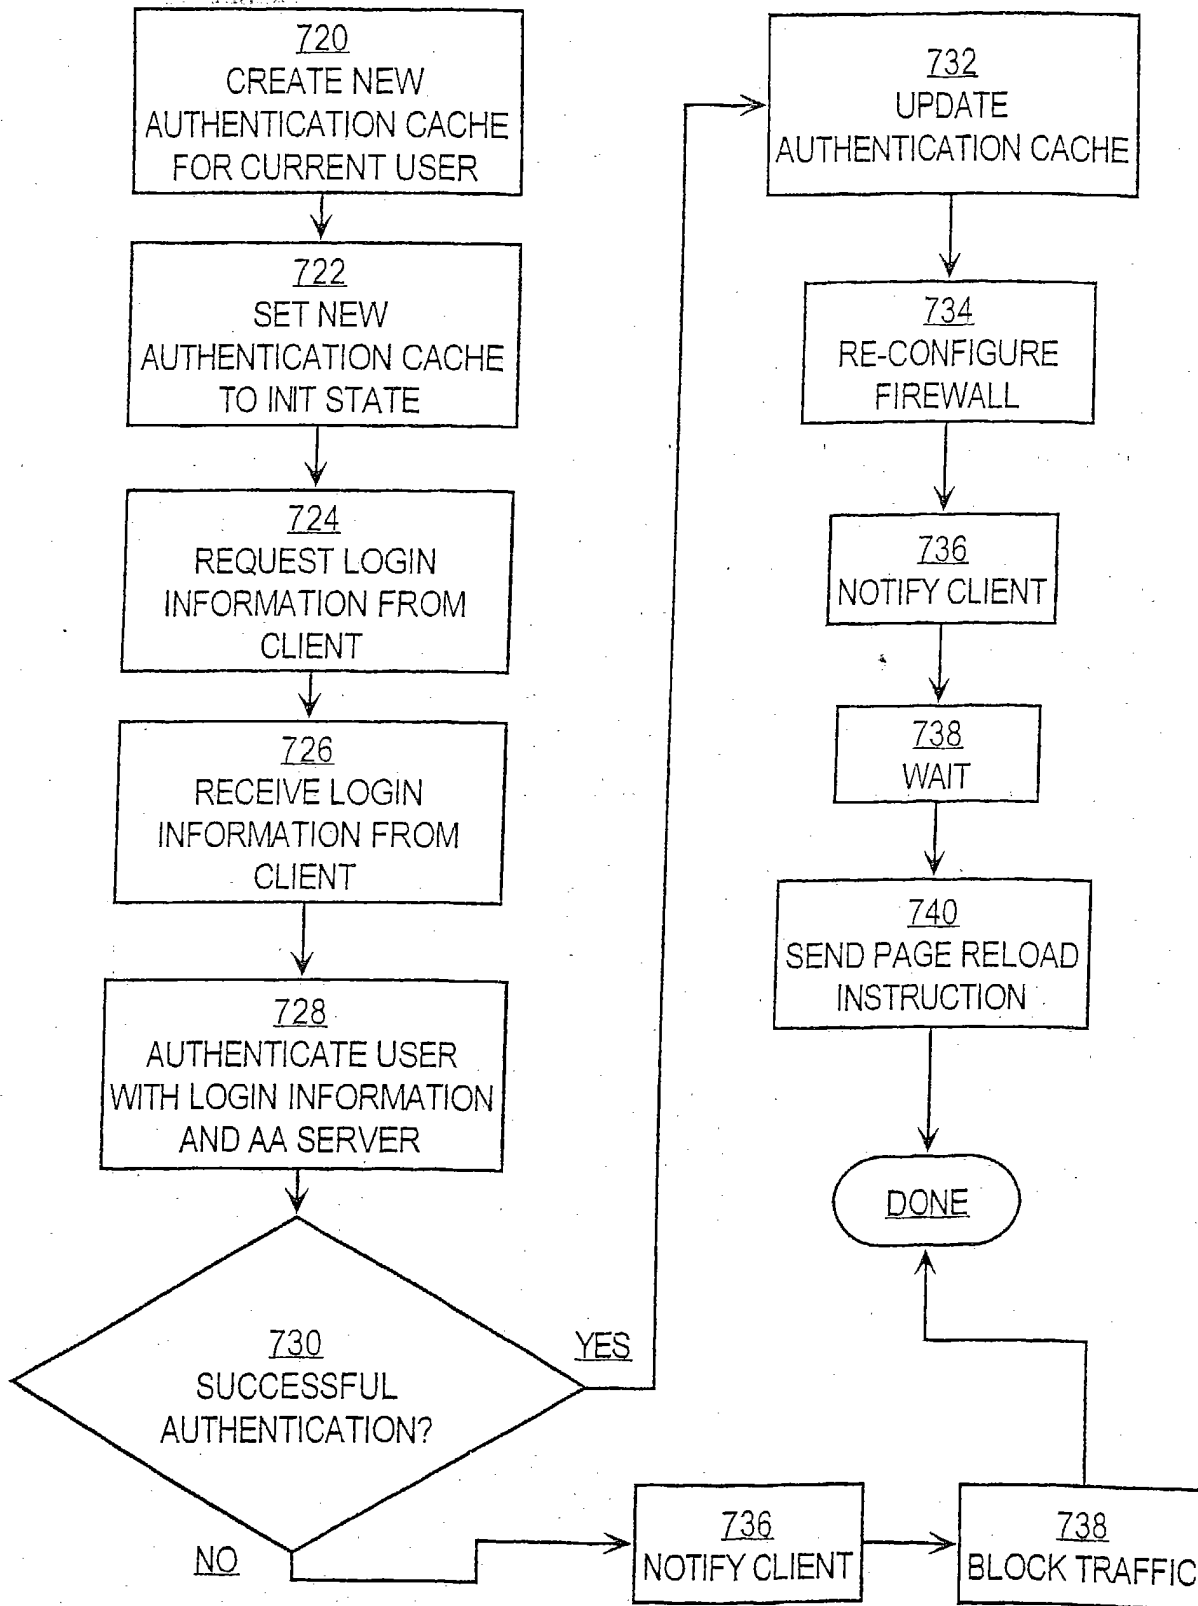 720
CREATE NEW
AUTHENTICATION CACHE
FOR CURRENT USER
722
SET NEW
AUTHENTICATION CACHE
TO INIT STATE
724
REQUEST LOGIN
INFORMATION FROM
CLIENT
726
RECEIVE LOGIN
INFORMATION FROM
CLIENT
728
AUTHENTICATE USER
WITH LOGIN INFORMATION
AND AA SERVER
730
SUCCESSFUL
AUTHENTICATION?
YES
NO
732
UPDATE
AUTHENTICATION CACHE
734
RE-CONFIGURE
FIREWALL
736
NOTIFY CLIENT
738
WAIT
740
SEND PAGE RELOAD
INSTRUCTION
DONE
736
NOTIFY CLIENT
738
BLOCK TRAFFIC